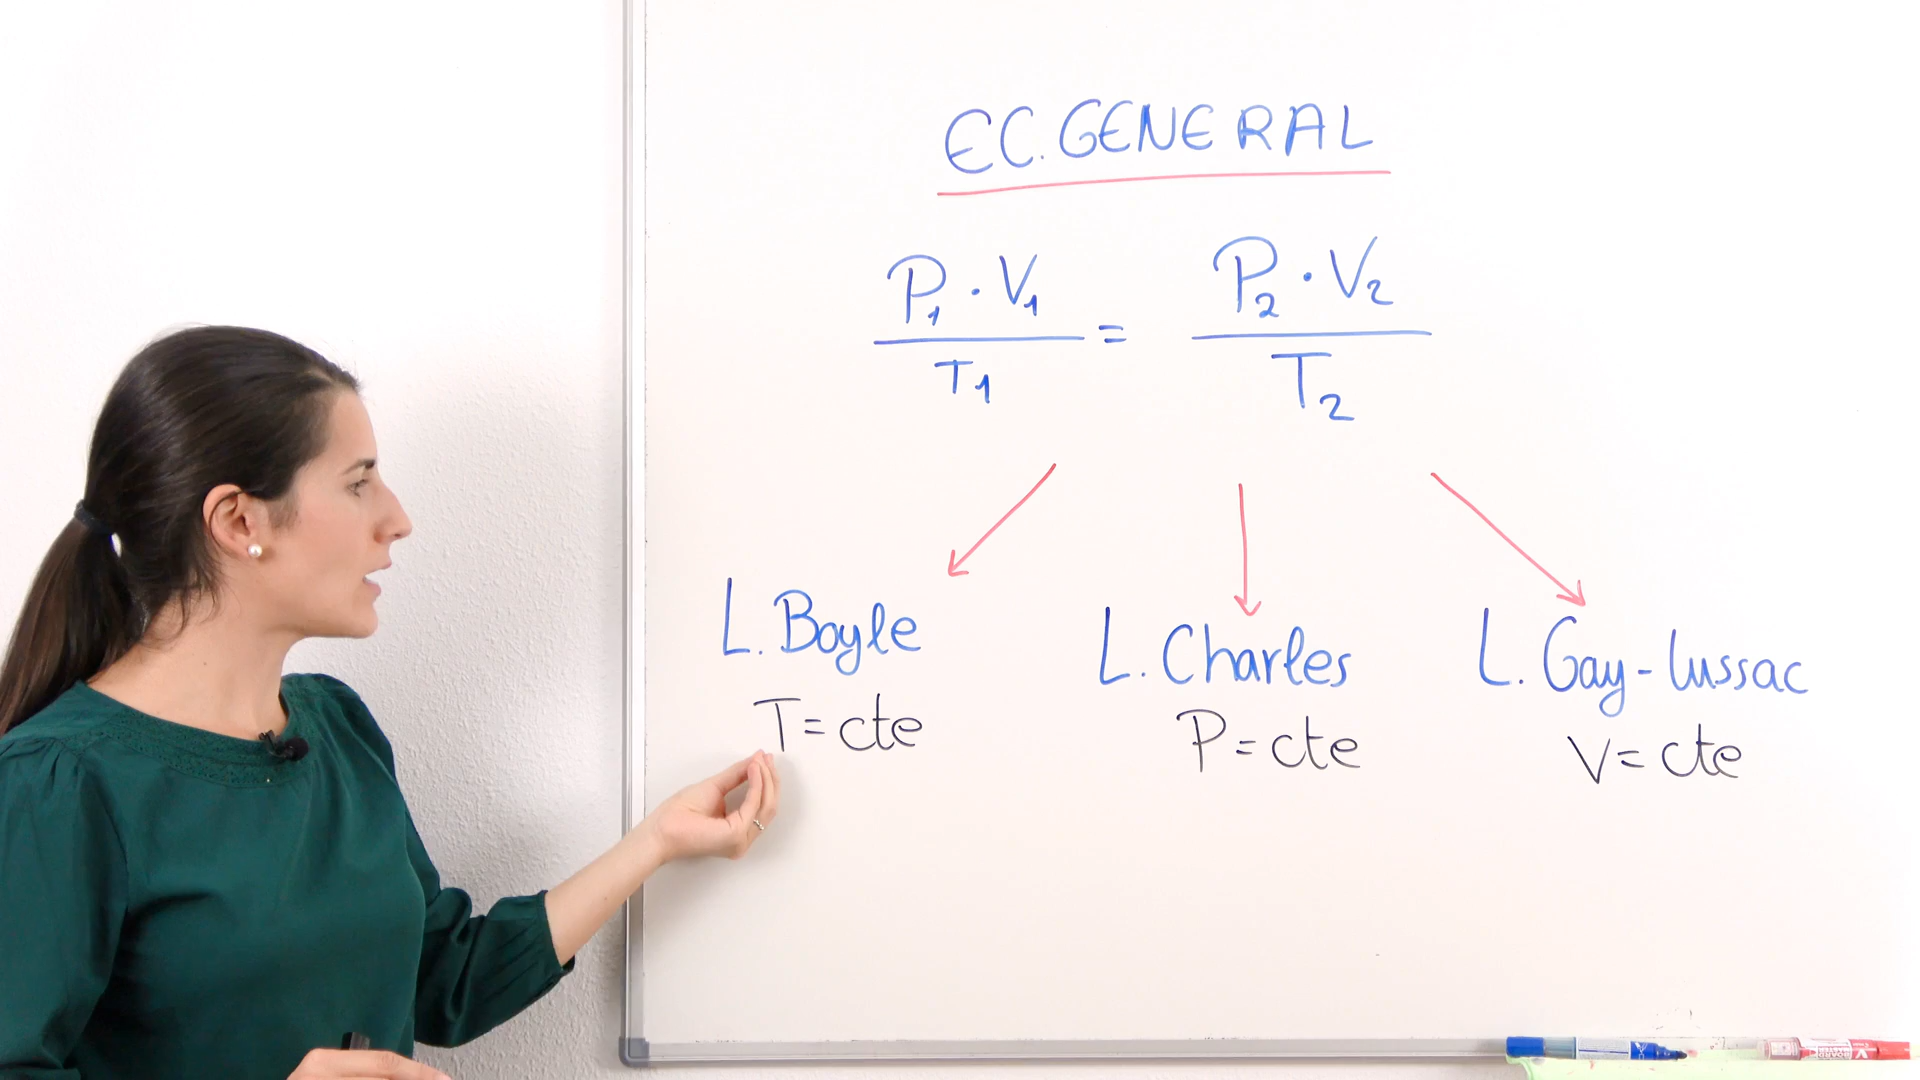 EC. GENERAL
P₁ · V₁ / T₁ = P₂ · V₂ / T₂
L. Boyle
T = cte
L. Charles
P = cte
L. Gay-lussac
V = cte